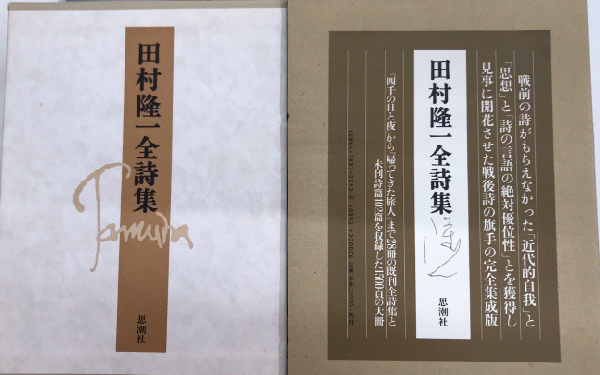 田村隆一全詩集
Tamura
思潮社
戦前の詩がもちえなかった「近代的自我」と
「思想」と「詩の言語の絶対優位性」とを獲得し
見事に開花させた戦後詩の旗手の完全集成版
田村隆一全詩集
思潮社
『四千の日と夜』から『帰ってきた旅人』まで28冊の既刊全詩集と
未刊詩篇102篇を収録した1500頁の大冊